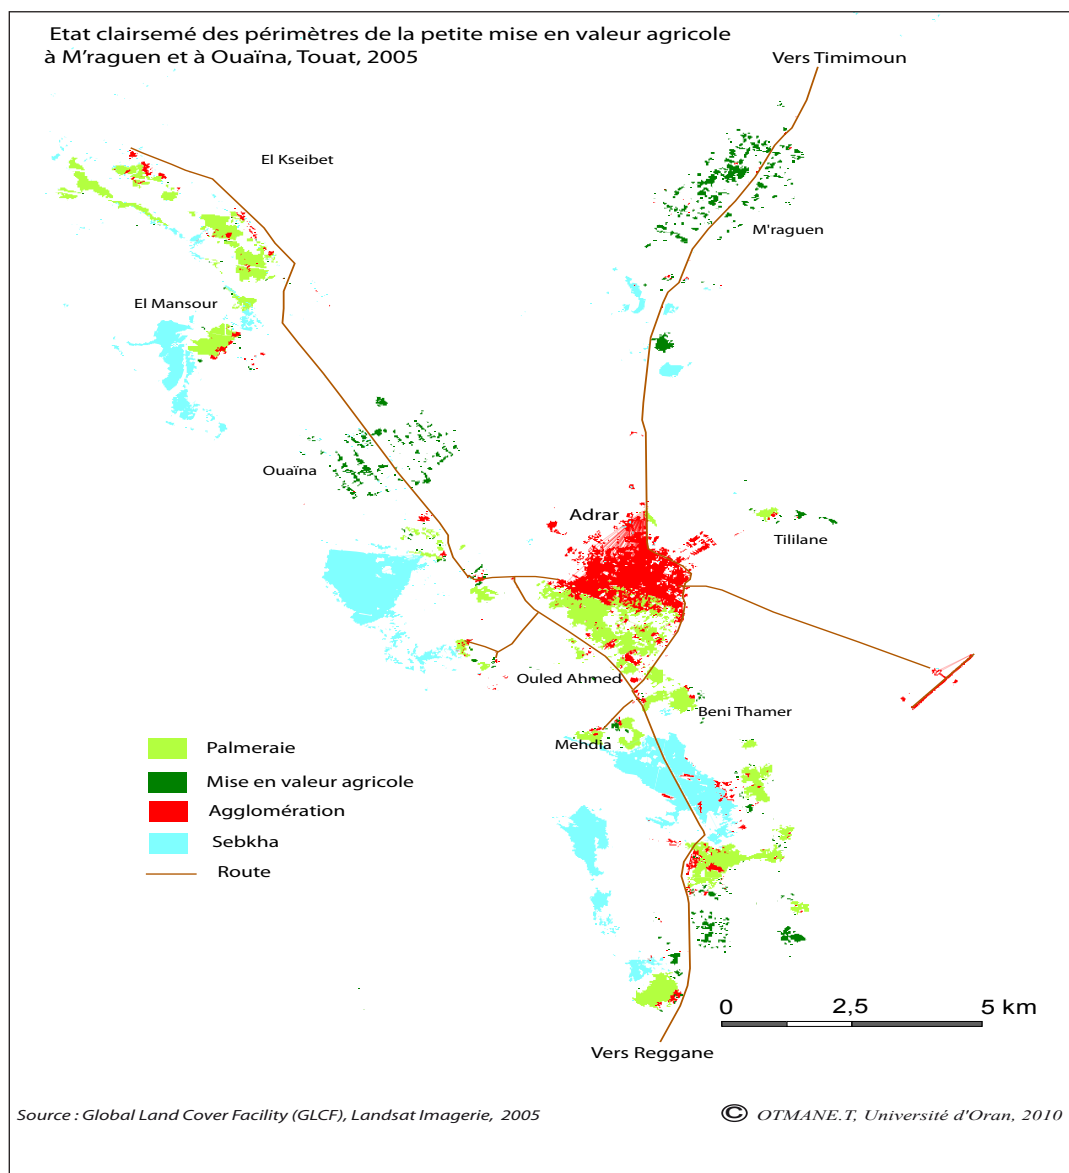 Etat clairsemé des périmètres de la petite mise en valeur agricole
à M'raguen et à Ouaïna, Touat, 2005
Vers Timimoun
El Kseibet
M'raguen
El Mansour
Ouaïna
Adrar
Tililane
Ouled Ahmed
Beni Thamer
Mehdia
Palmeraie
Mise en valeur agricole
Agglomération
Sebkha
Route
0 2,5 5 km
Vers Reggane
Source : Global Land Cover Facility (GLCF), Landsat Imagerie, 2005
© OTMANE.T, Université d'Oran, 2010